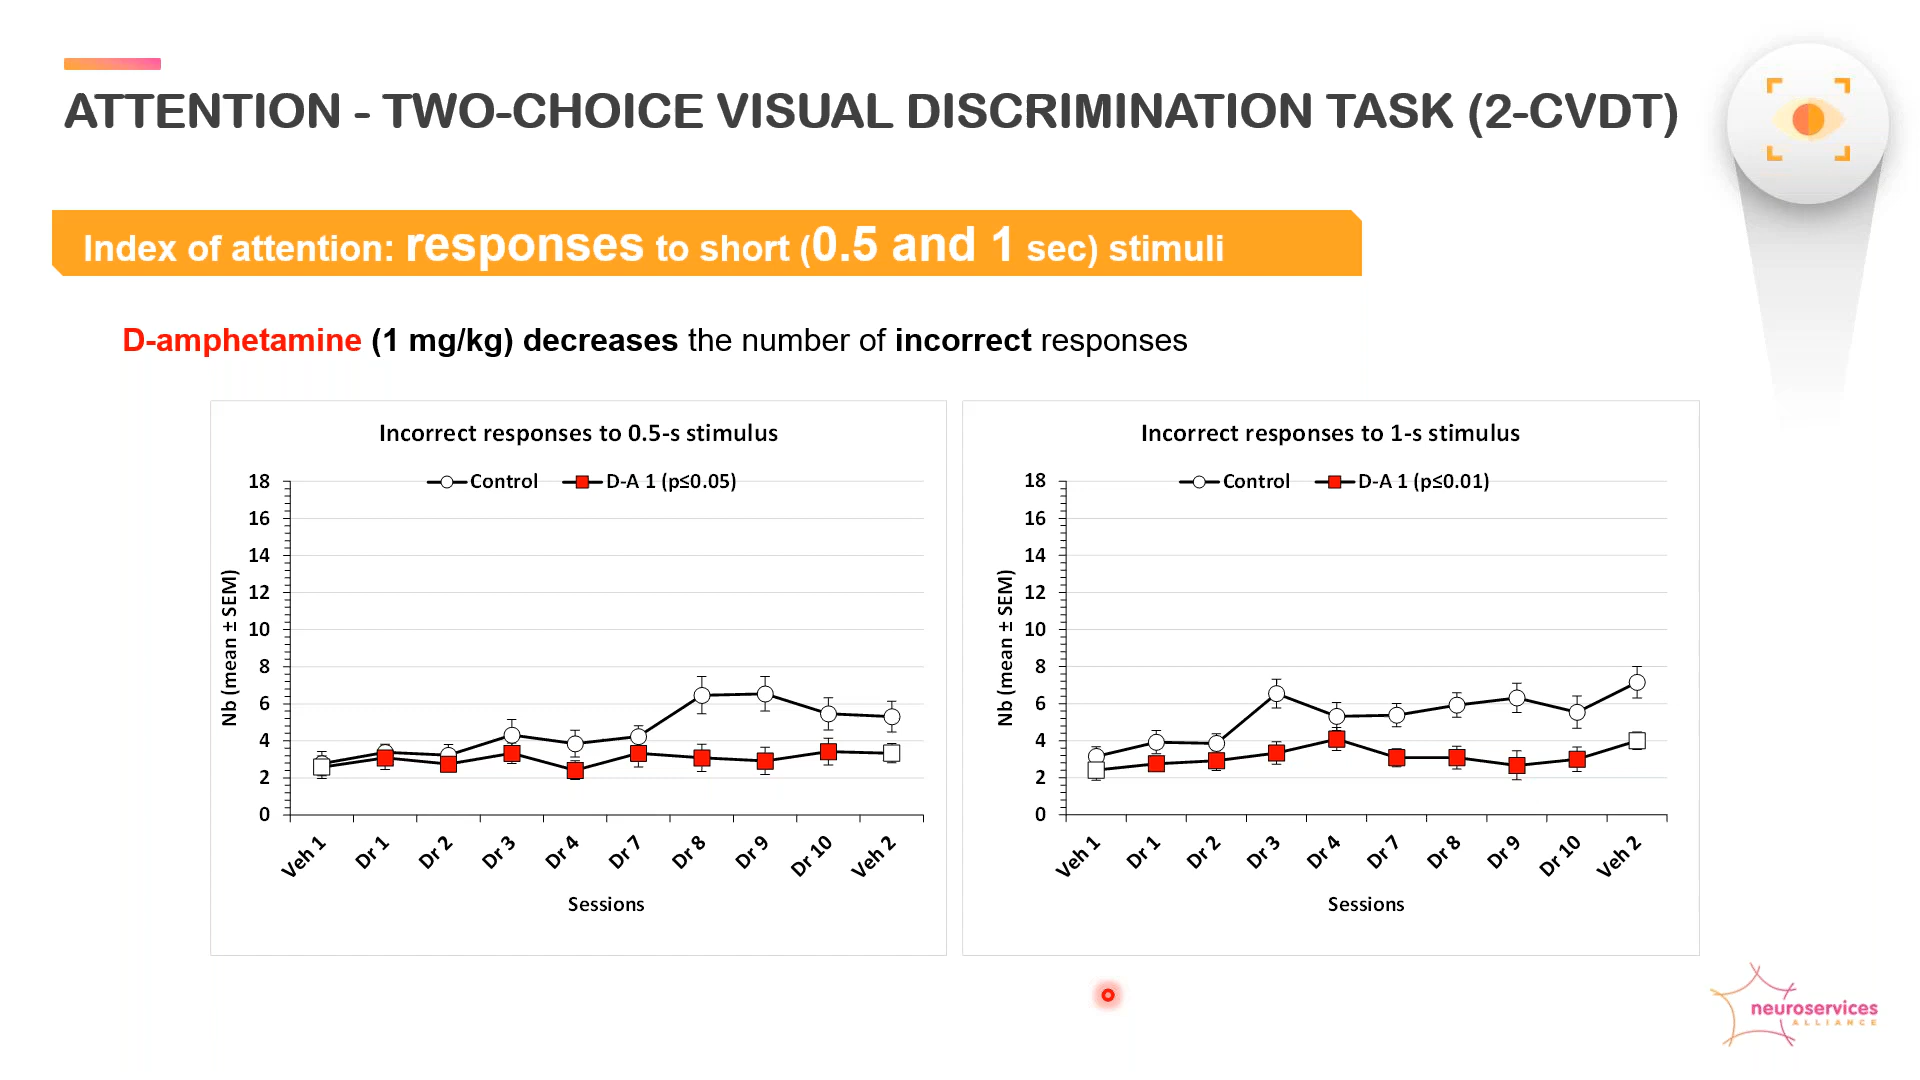 ATTENTION - TWO-CHOICE VISUAL DISCRIMINATION TASK (2-CVDT)
Index of attention: responses to short (0.5 and 1 sec) stimuli
D-amphetamine (1 mg/kg) decreases the number of incorrect responses
Incorrect responses to 0.5-s stimulus
Control D-A 1 (p≤0.05)
18
16
14
12
10
8
6
4
2
0
Nb (mean ± SEM)
Veh 1 Dr 1 Dr 2 Dr 3 Dr 4 Dr 7 Dr 8 Dr 9 Dr 10 Veh 2
Sessions
Incorrect responses to 1-s stimulus
Control D-A 1 (p≤0.01)
18
16
14
12
10
8
6
4
2
0
Nb (mean ± SEM)
Veh 1 Dr 1 Dr 2 Dr 3 Dr 4 Dr 7 Dr 8 Dr 9 Dr 10 Veh 2
Sessions
neuroservices
ALLIANCE